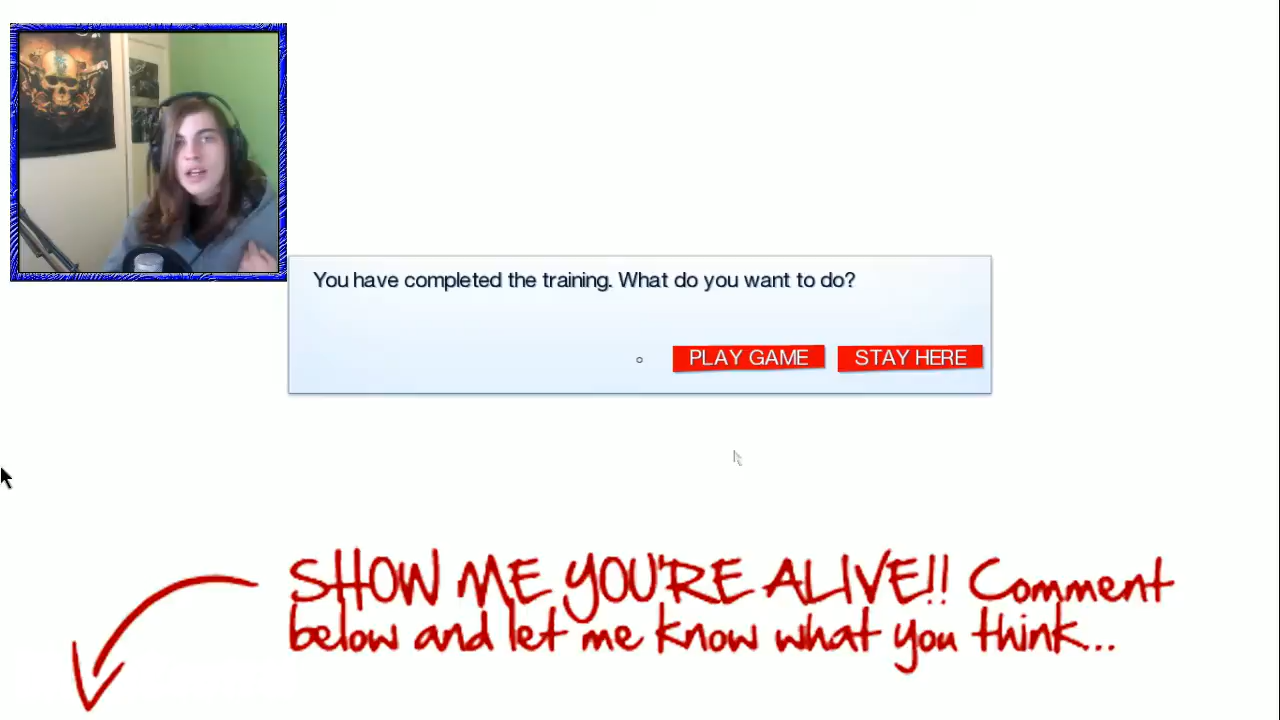 You have completed the training. What do you want to do?
PLAY GAME STAY HERE
SHOW ME YOU'RE ALIVE!! Comment
below and let me know what you think...